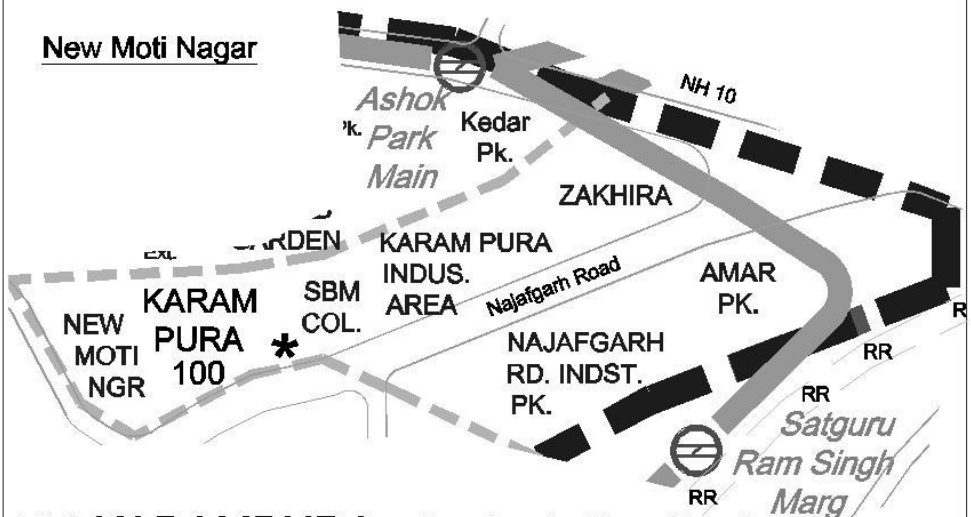 New Moti Nagar
NH 10
Ashok
Park
Main
Pk.
Kedar
Pk.
ZAKHIRA
GARDEN
KARAM PURA
INDUS.
AREA
Najafgarh Road
AMAR
PK.
SBM
COL.
KARAM
PURA
100
*
NEW
MOTI
NGR
NAJAFGARH
RD. INDST.
PK.
RR
RR
RR
R
Satguru
Ram Singh
Marg